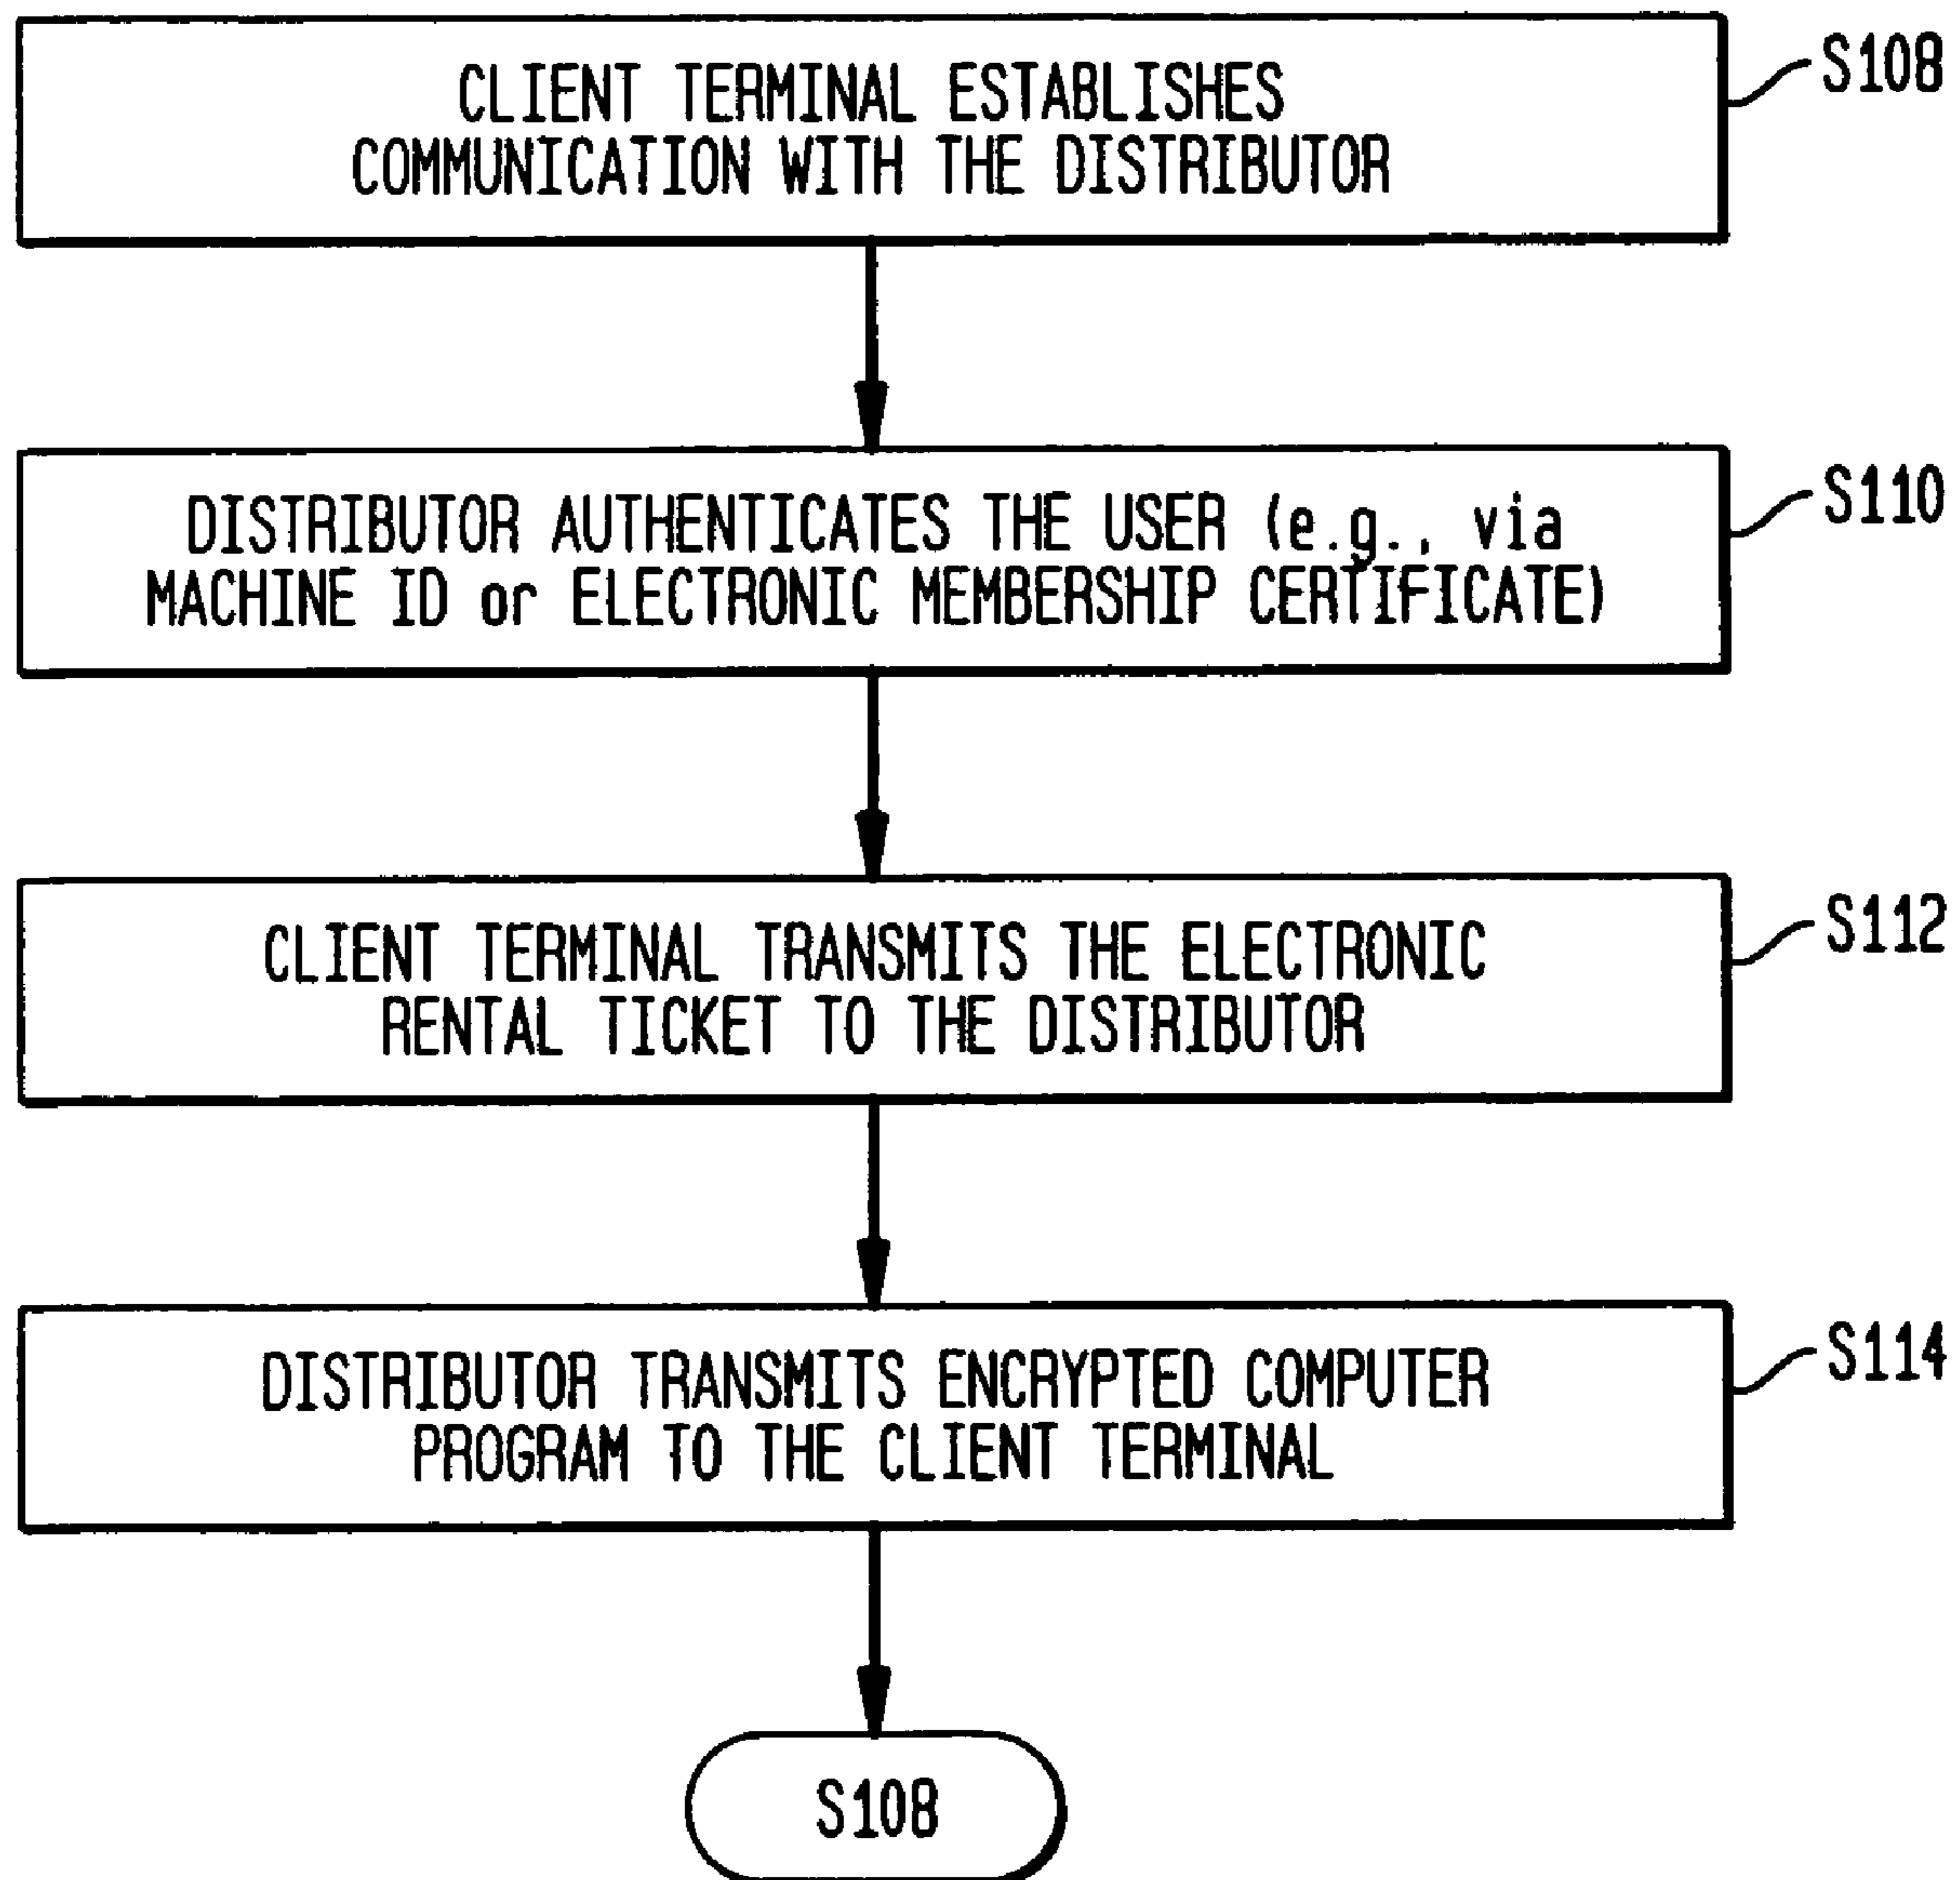 CLIENT TERMINAL ESTABLISHES
COMMUNICATION WITH THE DISTRIBUTOR
S108
DISTRIBUTOR AUTHENTICATES THE USER (e.g., via
MACHINE ID or ELECTRONIC MEMBERSHIP CERTIFICATE)
S110
CLIENT TERMINAL TRANSMITS THE ELECTRONIC
RENTAL TICKET TO THE DISTRIBUTOR
S112
DISTRIBUTOR TRANSMITS ENCRYPTED COMPUTER
PROGRAM TO THE CLIENT TERMINAL
S114
S108